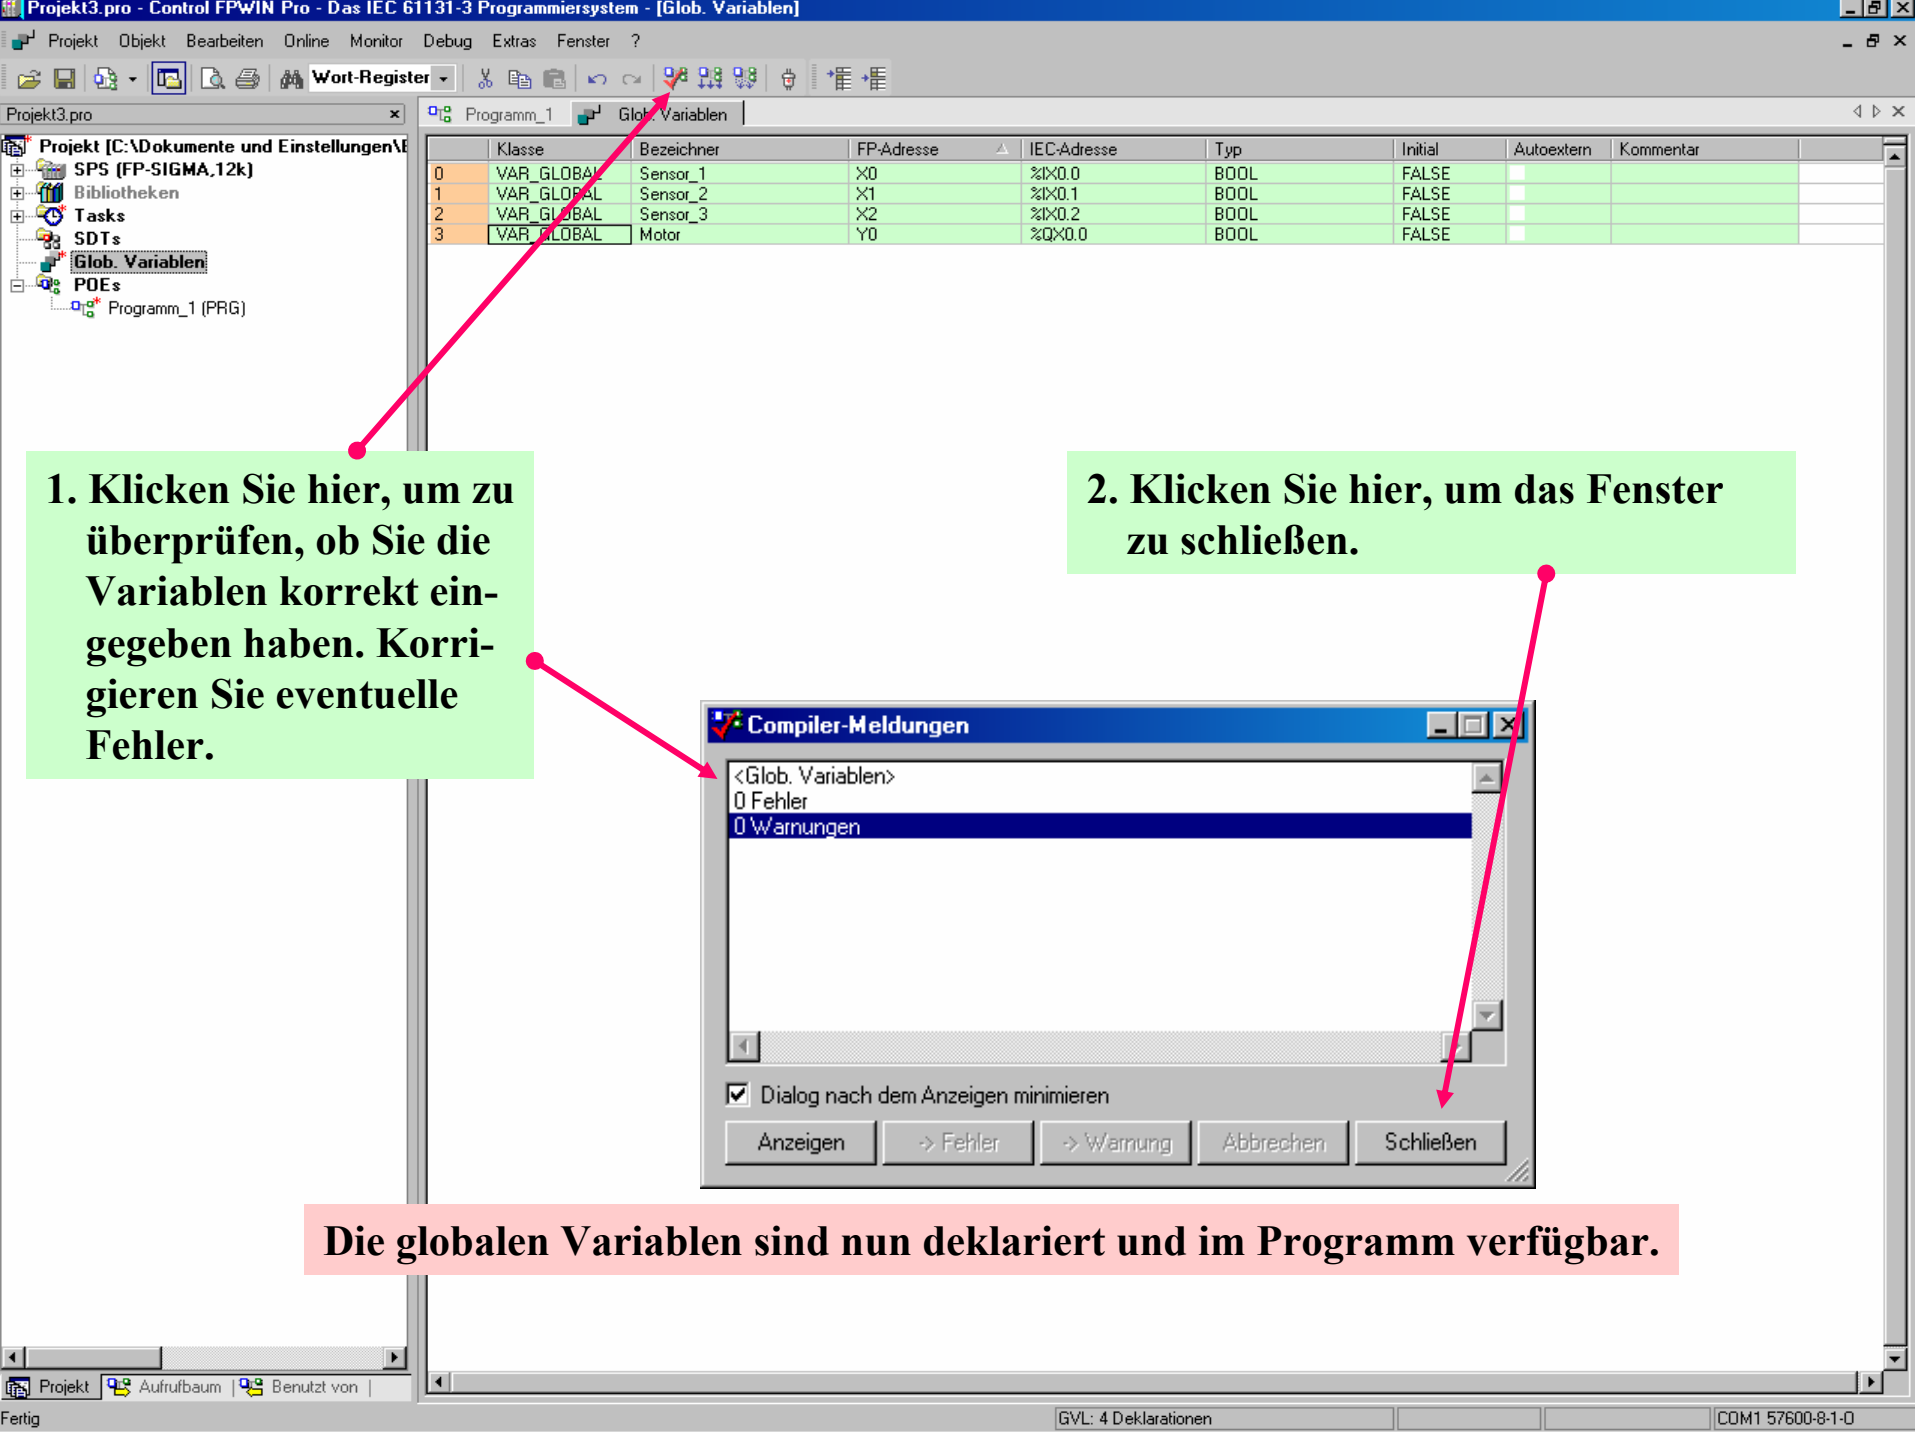 Projekt3.pro - Control FPWIN Pro - Das IEC 61131-3 Programmiersystem - [Glob. Variablen]
Projekt Objekt Bearbeiten Online Monitor Debug Extras Fenster ?
Wort-Register
Projekt3.pro
Programm_1 Glob. Variablen
Projekt [C:\Dokumente und Einstellungen\
SPS (FP-SIGMA,12k)
Bibliotheken
Tasks
SDTs
Glob. Variablen
POEs
Programm_1 (PRG)
Klasse Bezeichner FP-Adresse IEC-Adresse Typ Initial Autoextern Kommentar
0 VAR_GLOBAL Sensor_1 X0 %IX0.0 BOOL FALSE
1 VAR_GLOBAL Sensor_2 X1 %IX0.1 BOOL FALSE
2 VAR_GLOBAL Sensor_3 X2 %IX0.2 BOOL FALSE
3 VAR_GLOBAL Motor Y0 %QX0.0 BOOL FALSE
1. Klicken Sie hier, um zu
überprüfen, ob Sie die
Variablen korrekt ein-
gegeben haben. Korri-
gieren Sie eventuelle
Fehler.
2. Klicken Sie hier, um das Fenster
zu schließen.
Compiler-Meldungen
<Glob. Variablen>
0 Fehler
0 Warnungen
Dialog nach dem Anzeigen minimieren
Anzeigen -> Fehler -> Warnung Abbrechen Schließen
Die globalen Variablen sind nun deklariert und im Programm verfügbar.
Projekt Aufrufbaum Benutzt von
Fertig
GVL: 4 Deklarationen
COM1 57600-8-1-O